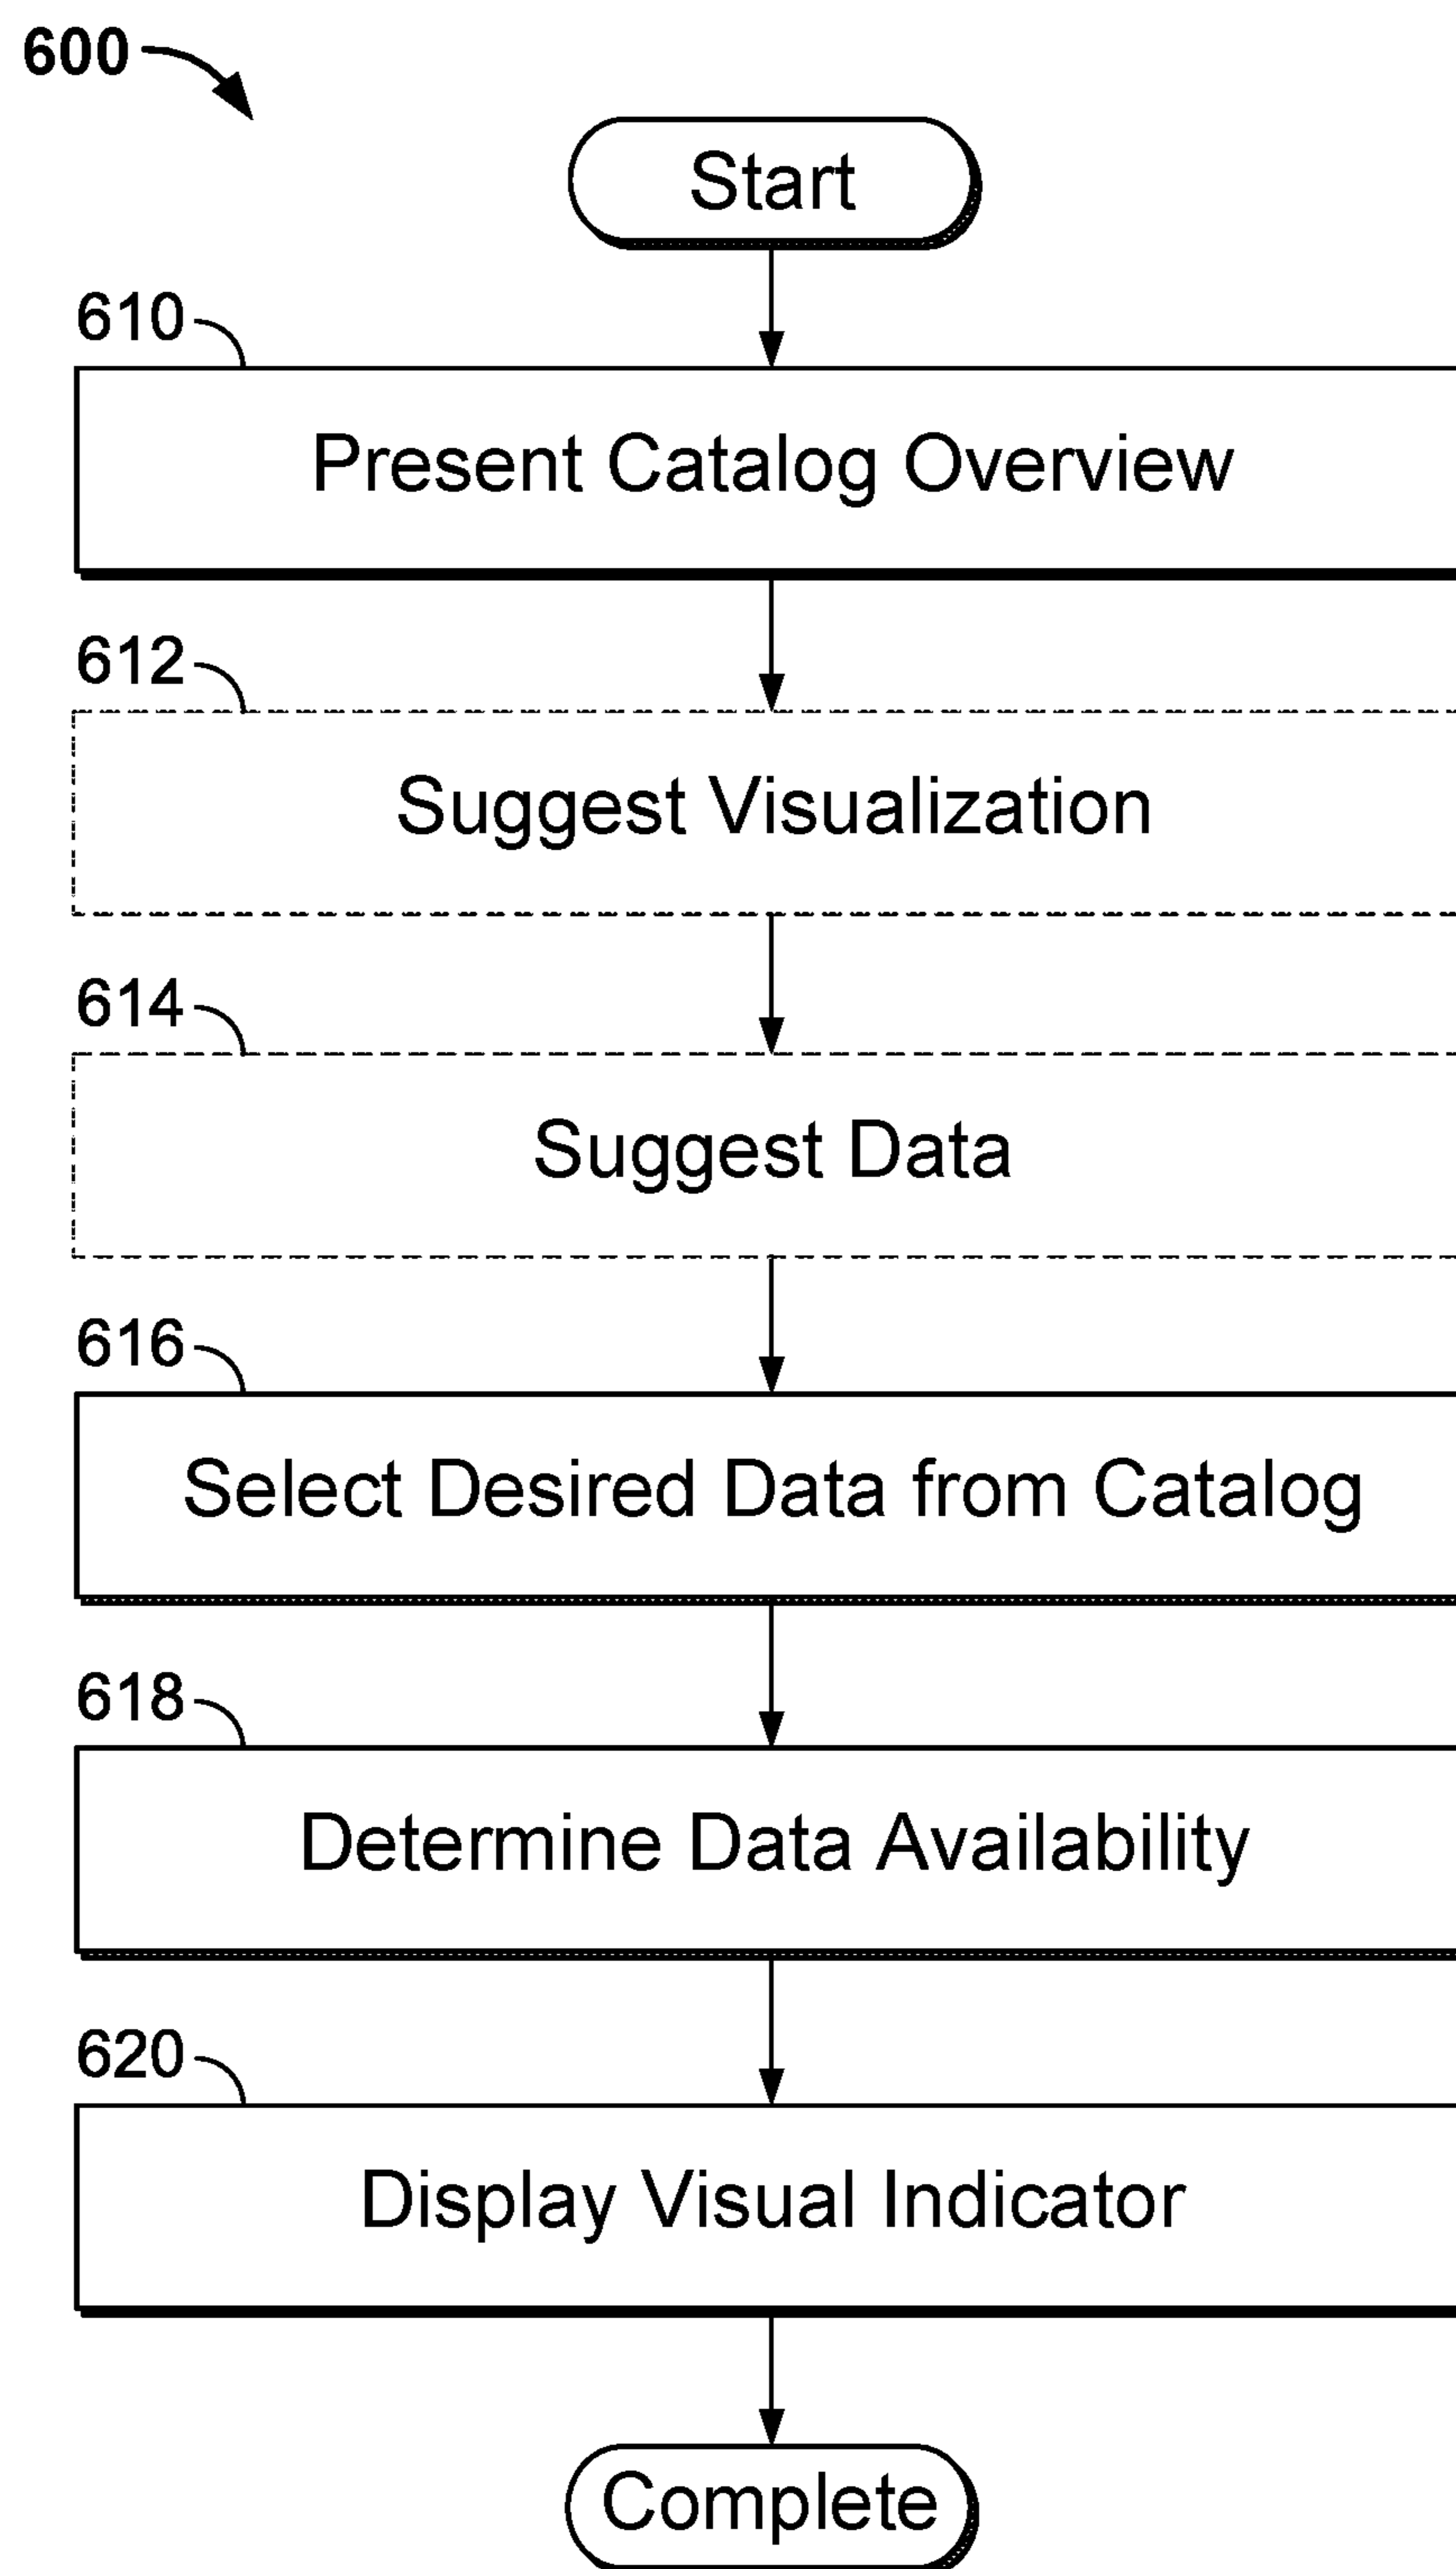 600
Start
610
Present Catalog Overview
612
Suggest Visualization
614
Suggest Data
616
Select Desired Data from Catalog
618
Determine Data Availability
620
Display Visual Indicator
Complete